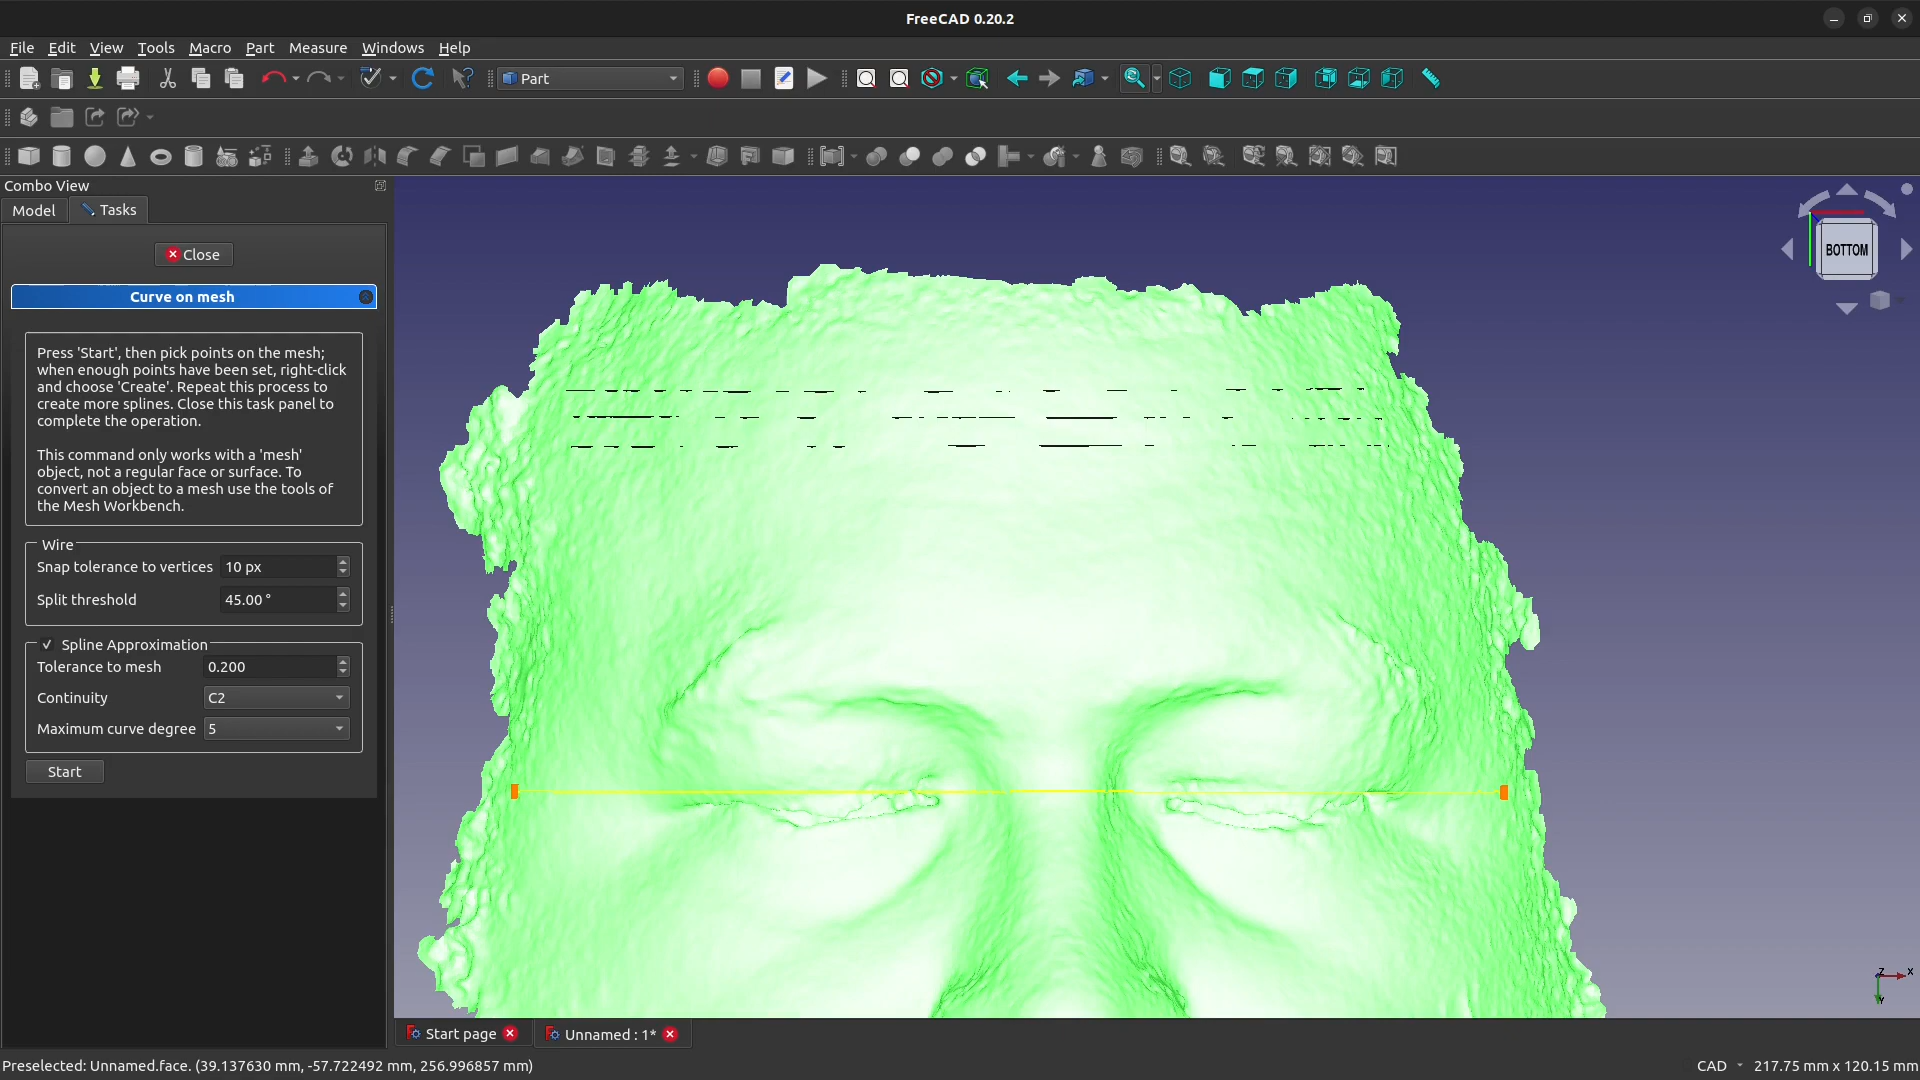 FreeCAD 0.20.2
File Edit View Tools Macro Part Measure Windows Help
Part
Combo View
Model Tasks
Close
Curve on mesh
Press 'Start', then pick points on the mesh;
when enough points have been set, right-click
and choose 'Create'. Repeat this process to
create more splines. Close this task panel to
complete the operation.
This command only works with a 'mesh'
object, not a regular face or surface. To
convert an object to a mesh use the tools of
the Mesh Workbench.
Wire
Snap tolerance to vertices 10 px
Split threshold 45.00 °
Spline Approximation
Tolerance to mesh 0.200
Continuity C2
Maximum curve degree 5
Start
BOTTOM
Z X
Y
Start page Unnamed : 1*
Preselected: Unnamed.face. (39.137630 mm, -57.722492 mm, 256.996857 mm) CAD 217.75 mm x 120.15 mm